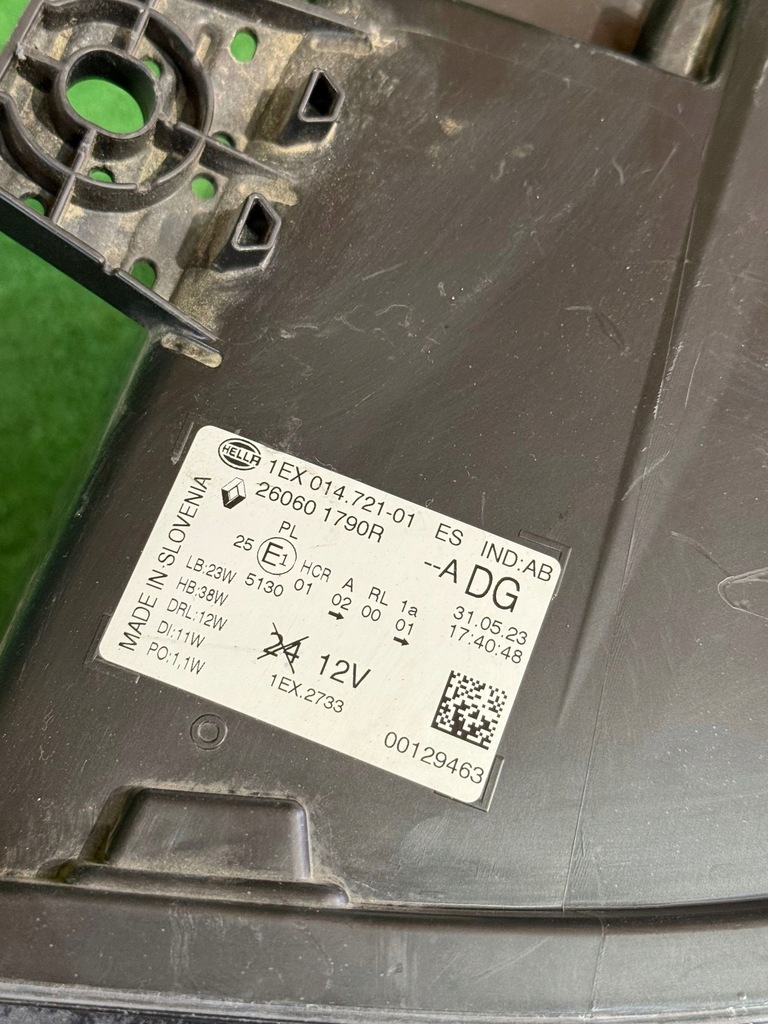 HELLA 1EX 014.721-01 ES IND:AB
26060 1790R --A DG
MADE IN SLOVENIA
PL
25 E1 HCR A RL 1a
5130 01 02 00 01
31.05.23
17:40:48
LB:23W
HB:38W
DRL:12W
DI:11W
PO:1,1W
24 12V
1EX.2733
00129463